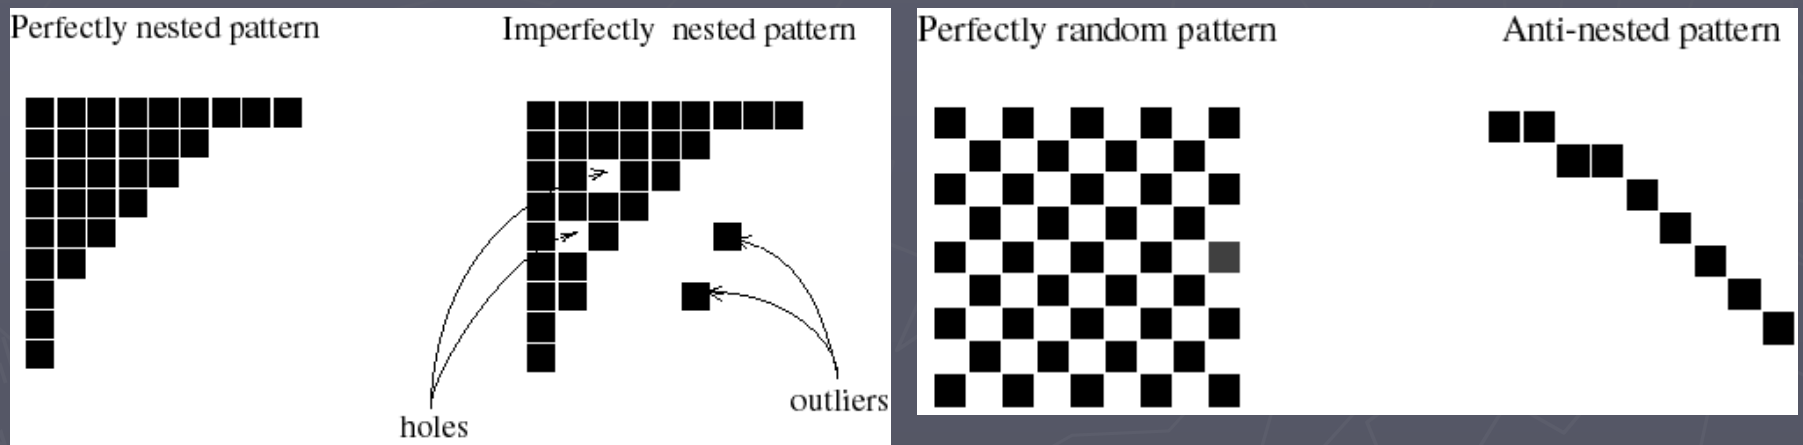 Perfectly nested pattern
Imperfectly nested pattern
holes
outliers
Perfectly random pattern
Anti-nested pattern